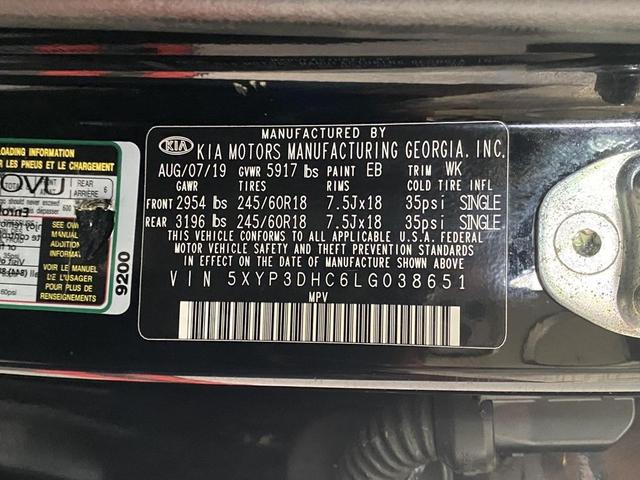 MANUFACTURED BY
KIA KIA MOTORS MANUFACTURING GEORGIA, INC.
AUG/07/19 GVWR 5917 lbs PAINT EB TRIM WK
GAWR TIRES RIMS COLD TIRE INFL
FRONT 2954 lbs 245/60R18 7.5Jx18 35psi SINGLE
REAR 3196 lbs 245/60R18 7.5Jx18 35psi SINGLE
THIS VEHICLE CONFORMS TO ALL APPLICABLE U.S.A. FEDERAL
MOTOR VEHICLE SAFETY AND THEFT PREVENTION STANDARDS
IN EFFECT ON THE DATE OF MANUFACTURE SHOWN ABOVE
VIN 5XYP3DHC6LG038651
MPV
LOADING INFORMATION
SUR LES PNEUS ET LE CHARGEMENT
REAR
ARRIÈRE 6
SEE OWNER'S
MANUAL
ADDITIONAL
VOIR LE MANUEL
DE L'USAGER
POUR PLUS DE
RENSEIGNEMENTS
9200